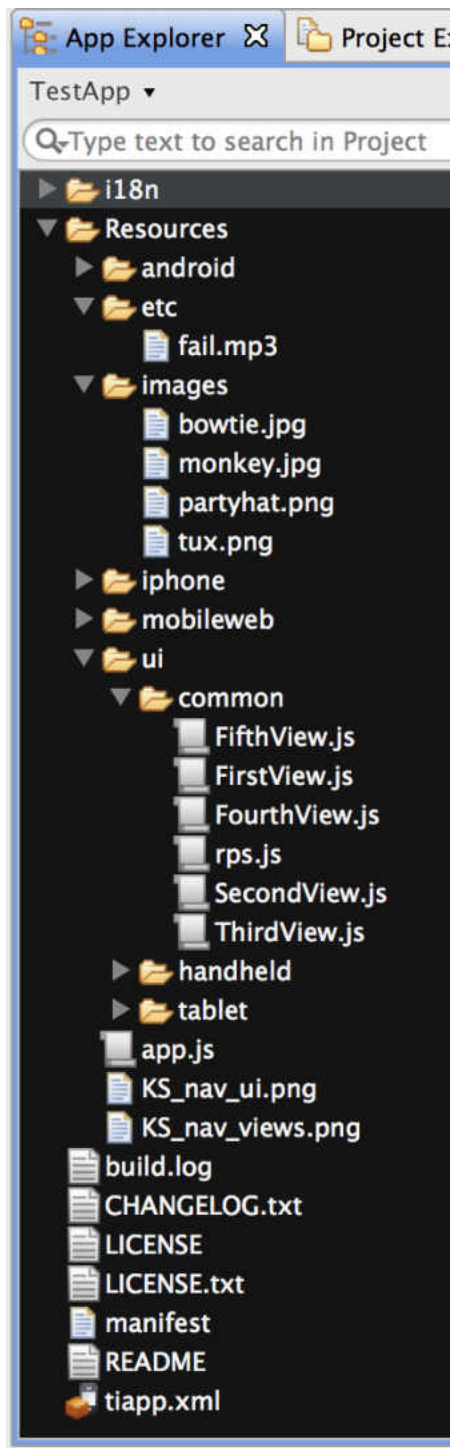 App Explorer Project Ex
TestApp
Type text to search in Project
i18n
Resources
android
etc
fail.mp3
images
bowtie.jpg
monkey.jpg
partyhat.png
tux.png
iphone
mobileweb
ui
common
FifthView.js
FirstView.js
FourthView.js
rps.js
SecondView.js
ThirdView.js
handheld
tablet
app.js
KS_nav_ui.png
KS_nav_views.png
build.log
CHANGELOG.txt
LICENSE
LICENSE.txt
manifest
README
tiapp.xml